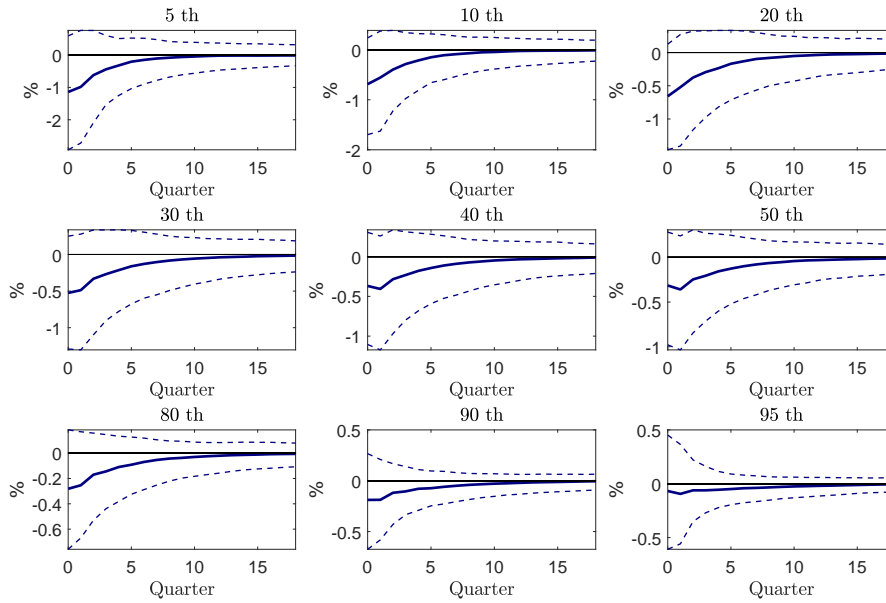 5 th 10 th 20 th
0 0 0
% -1 % -1 % -0.5
-2 -2 -1
0 5 10 15 0 5 10 15 0 5 10 15
Quarter Quarter Quarter
30 th 40 th 50 th
0 0 0
% -0.5 % -0.5 % -0.5
-1 -1 -1
0 5 10 15 0 5 10 15 0 5 10 15
Quarter Quarter Quarter
80 th 90 th 95 th
0.5 0.5
0 0 0
% -0.2 % %
-0.4
-0.6 -0.5 -0.5
0 5 10 15 0 5 10 15 0 5 10 15
Quarter Quarter Quarter